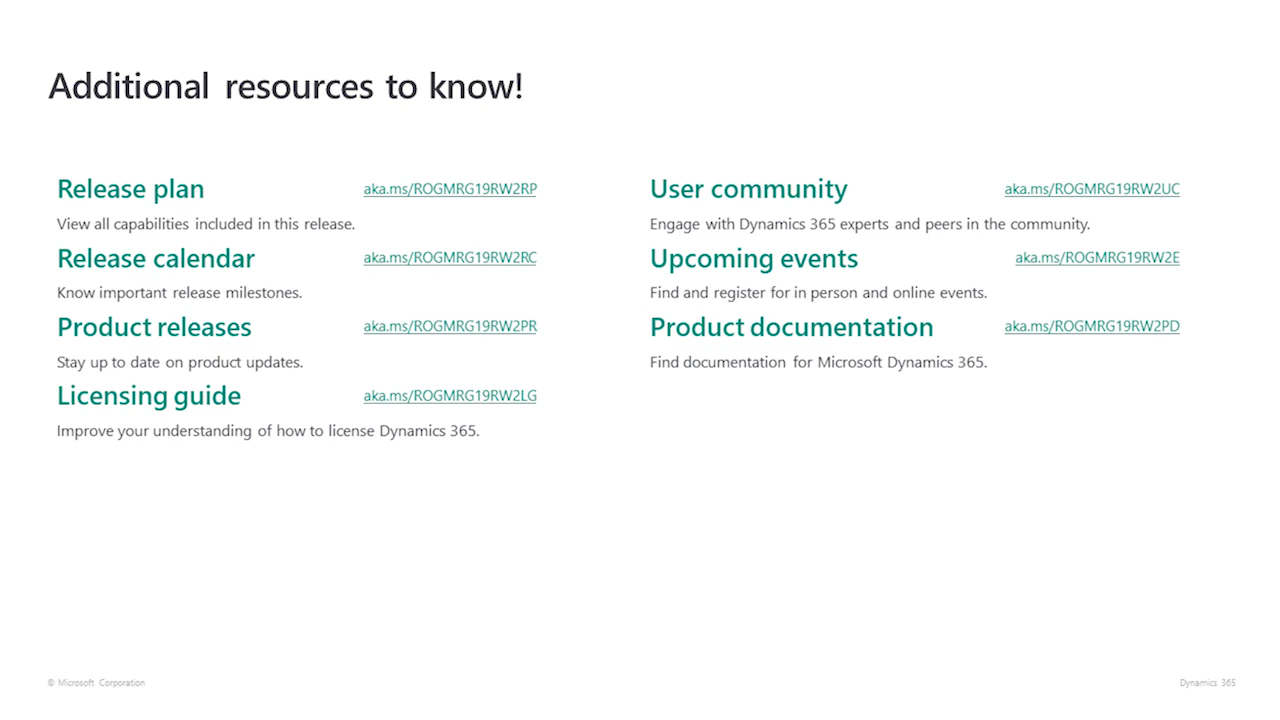 Additional resources to know!
Release plan aka.ms/ROGMRG19RW2RP
View all capabilities included in this release.
Release calendar aka.ms/ROGMRG19RW2RC
Know important release milestones.
Product releases aka.ms/ROGMRG19RW2PR
Stay up to date on product updates.
Licensing guide aka.ms/ROGMRG19RW2LG
Improve your understanding of how to license Dynamics 365.
User community aka.ms/ROGMRG19RW2UC
Engage with Dynamics 365 experts and peers in the community.
Upcoming events aka.ms/ROGMRG19RW2E
Find and register for in person and online events.
Product documentation aka.ms/ROGMRG19RW2PD
Find documentation for Microsoft Dynamics 365.
© Microsoft Corporation
Dynamics 365